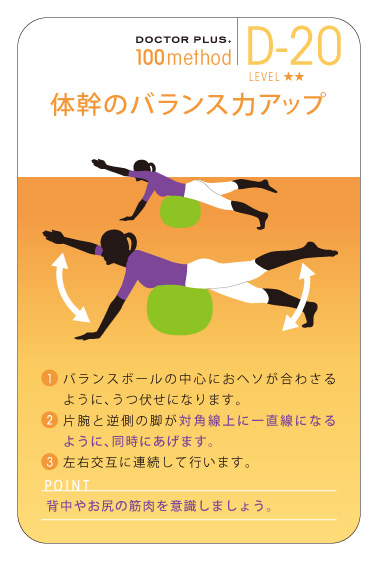 DOCTOR PLUS.
100method
D-20
LEVEL ★★
体幹のバランス力アップ
1 バランスボールの中心におヘソが合わさる
ように、うつ伏せになります。
2 片腕と逆側の脚が対角線上に一直線になる
ように、同時にあげます。
3 左右交互に連続して行います。
POINT
背中やお尻の筋肉を意識しましょう。